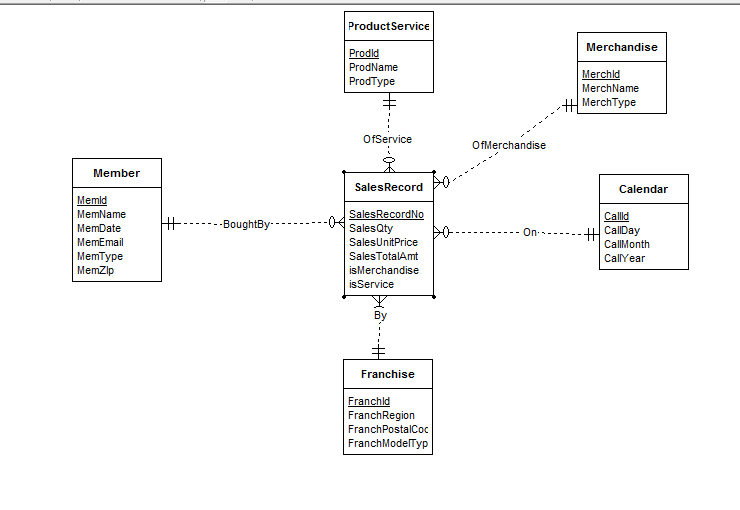 ProductService
ProdId
ProdName
ProdType
Merchandise
MerchId
MerchName
MerchType
OfService
OfMerchandise
Member
MemId
MemName
MemDate
MemEmail
MemType
MemZIp
BoughtBy
SalesRecord
SalesRecordNo
SalesQty
SalesUnitPrice
SalesTotalAmt
isMerchandise
isService
On
Calendar
CallId
CallDay
CallMonth
CallYear
By
Franchise
FranchId
FranchRegion
FranchPostalCoc
FranchModelTyp